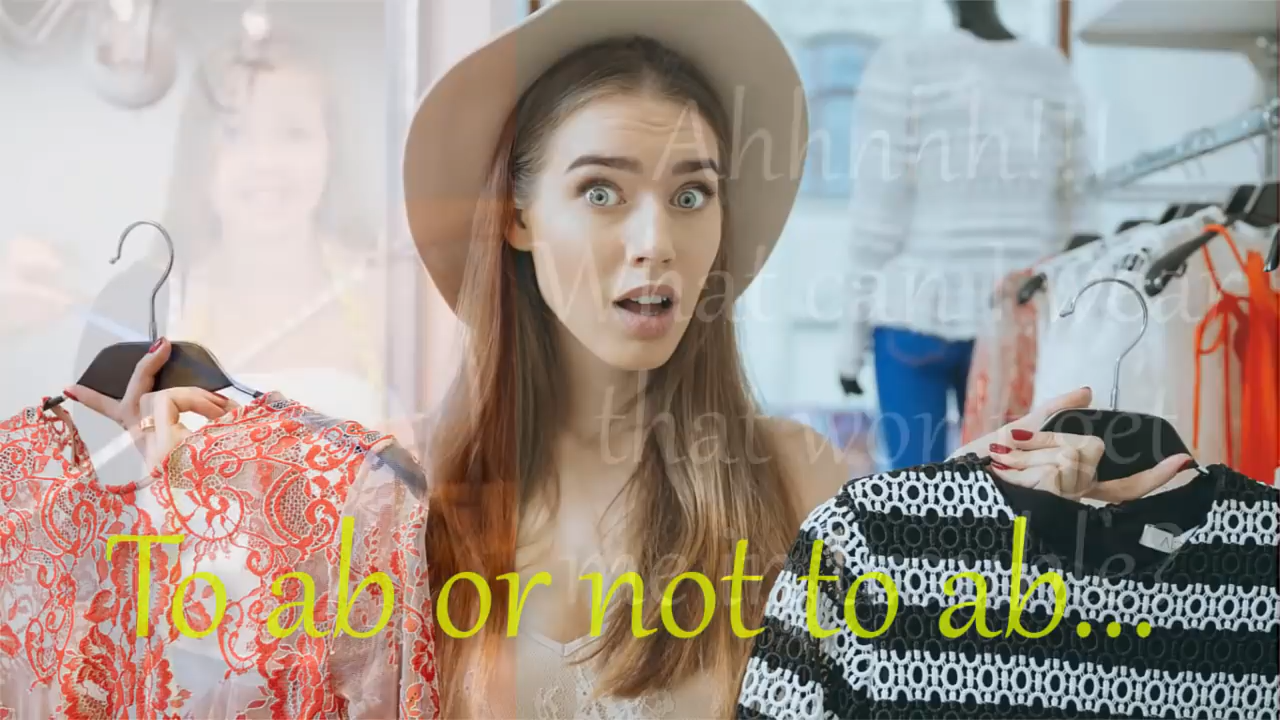 Ahhhhh!!!
What can I wear
that won't get
To ab or not to ab...